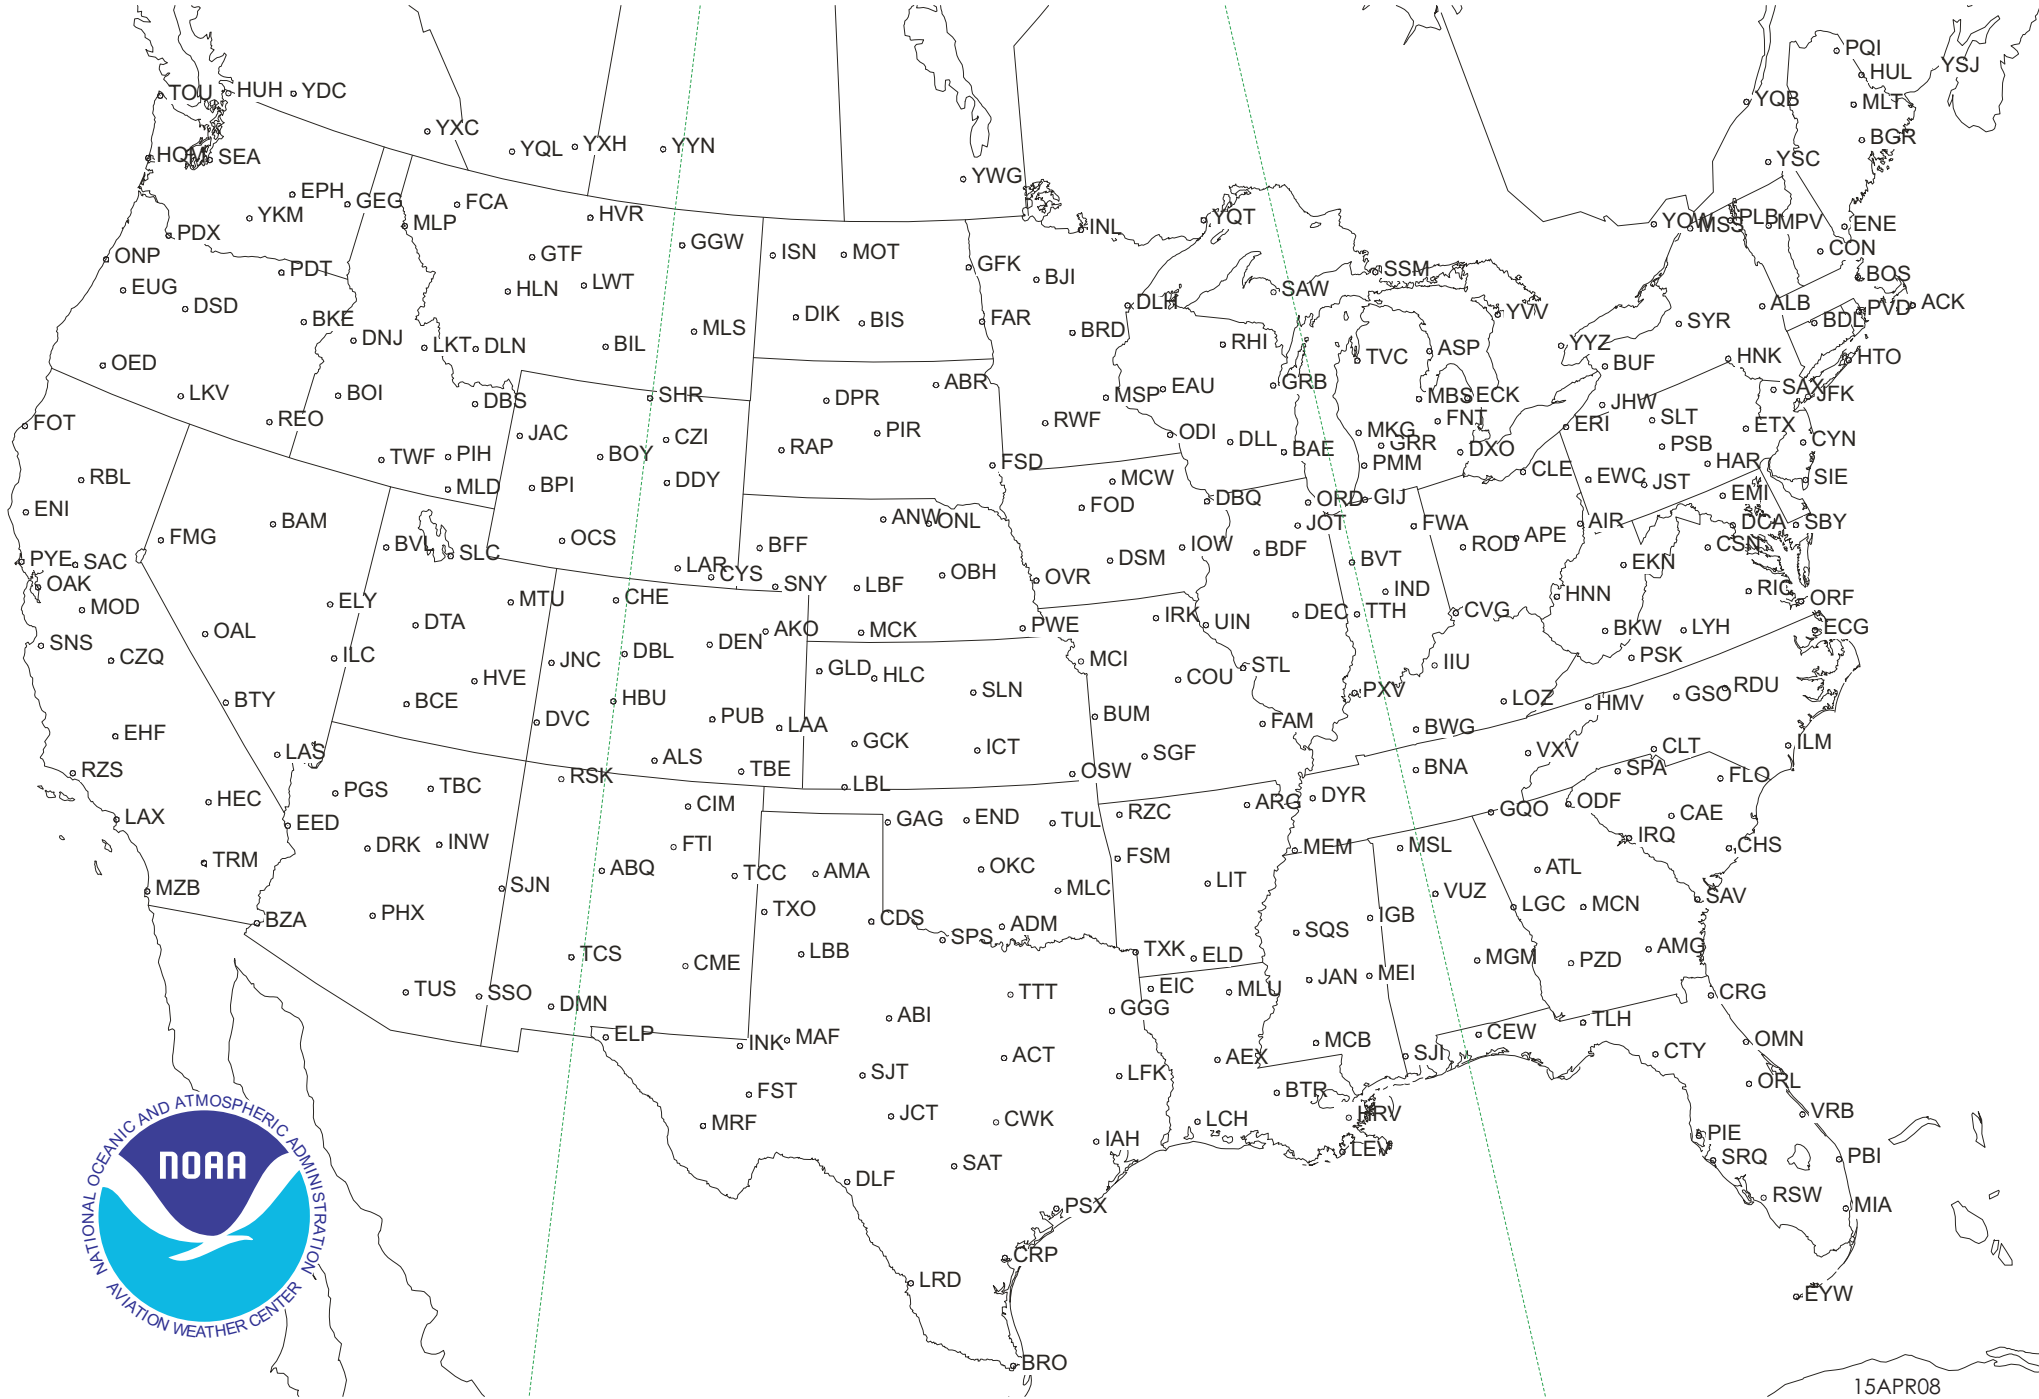 PQI
HUL
YSJ
TOU
HUH
YDC
YQB
MLT
YXC
BGR
YQL
YXH
YYN
HQM
SEA
YSC
YWG
EPH
GEG
FCA
YKM
MLP
HVR
INL
YQT
YOW
MSS
PLB
MPV
ENE
PDX
GGW
ISN
MOT
CON
ONP
GTF
GFK
PDT
BJI
SSM
BOS
EUG
HLN
LWT
SAW
DSD
DLH
YVV
ALB
PVD
ACK
BKE
DIK
BIS
FAR
SYR
BDL
DNJ
MLS
BRD
LKT
DLN
BIL
RHI
YYZ
TVC
ASP
BUF
HNK
HTO
OED
LKV
BOI
DBS
SHR
ABR
EAU
GRB
SAX
JFK
DPR
MSP
MBS
ECK
JHW
REO
FOT
RWF
FNT
ERI
SLT
ETX
JAC
CZI
PIR
ODI
DLL
MKG
GRR
PSB
CYN
RAP
BAE
DXO
TWF
PIH
BOY
FSD
PMM
CLE
HAR
RBL
MLD
BPI
DDY
MCW
EWC
JST
SIE
ENI
FOD
DBQ
ORD
GIJ
EMI
FMG
BAM
ANW
ONL
JOT
FWA
AIR
DCA
SBY
BVL
SLC
OCS
BFF
DSM
IOW
BDF
ROD
APE
CSN
PYE
SAC
LAR
CYS
BVT
EKN
OAK
SNY
LBF
OBH
OVR
IND
RIC
MOD
ELY
MTU
CHE
DEC
TTH
CVG
HNN
ORF
OAL
DTA
AKO
MCK
PWE
IRK
UIN
BKW
LYH
ECG
SNS
CZQ
ILC
JNC
DBL
DEN
MCI
STL
IIU
PSK
HVE
GLD
HLC
COU
BTY
BCE
HBU
SLN
PXV
LOZ
GSO
RDU
HMV
DVC
PUB
LAA
BUM
FAM
BWG
EHF
LAS
ALS
GCK
ICT
SGF
VXV
CLT
ILM
RZS
RSK
TBE
OSW
BNA
SPA
FLO
PGS
TBC
LBL
HEC
CIM
ARG
DYR
GQO
ODF
LAX
EED
GAG
END
TUL
RZC
CAE
DRK
INW
FTI
MEM
MSL
IRQ
CHS
TRM
ABQ
TCC
AMA
OKC
FSM
ATL
MZB
SJN
MLC
LIT
VUZ
SAV
BZA
PHX
TXO
CDS
ADM
IGB
LGC
MCN
SPS
SQS
TCS
CME
LBB
TXK
ELD
MGM
PZD
AMG
TUS
SSO
DMN
TTT
EIC
MLU
JAN
MEI
CRG
ABI
GGG
ELP
INK
MAF
MCB
SJI
CEW
TLH
OMN
ACT
AEX
CTY
SJT
LFK
FST
BTR
ORL
MRF
JCT
CWK
LCH
HRV
VRB
IAH
LEV
PIE
SAT
SRQ
PBI
DLF
RSW
MIA
PSX
CRP
LRD
EYW
BRO
NATIONAL OCEANIC AND ATMOSPHERIC ADMINISTRATION
NOAA
AVIATION WEATHER CENTER
15APR08